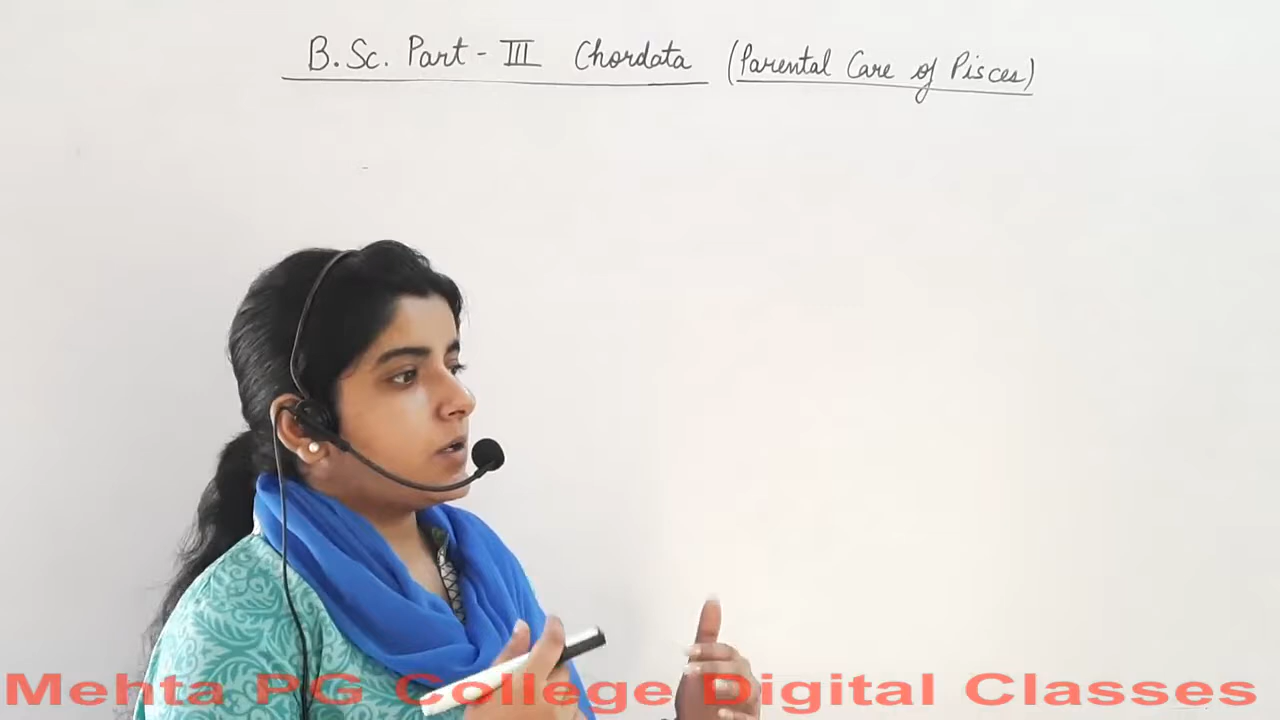 B.Sc. Part - III Chordata (Parental Care of Pisces)
Mehta PG College Digital Classes